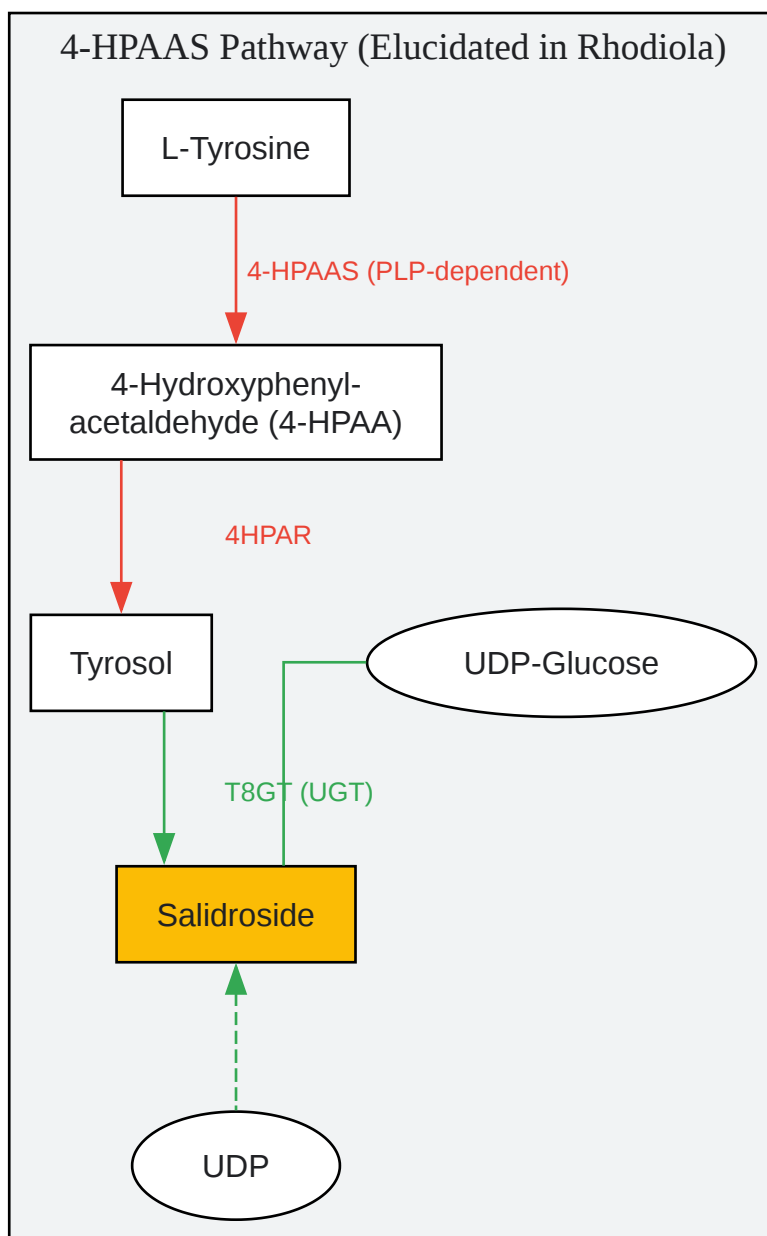 4-HPAAS Pathway (Elucidated in Rhodiola)
L-Tyrosine
4-HPAAS (PLP-dependent)
4-Hydroxyphenyl-
acetaldehyde (4-HPAA)
4HPAR
Tyrosol
UDP-Glucose
T8GT (UGT)
Salidroside
UDP